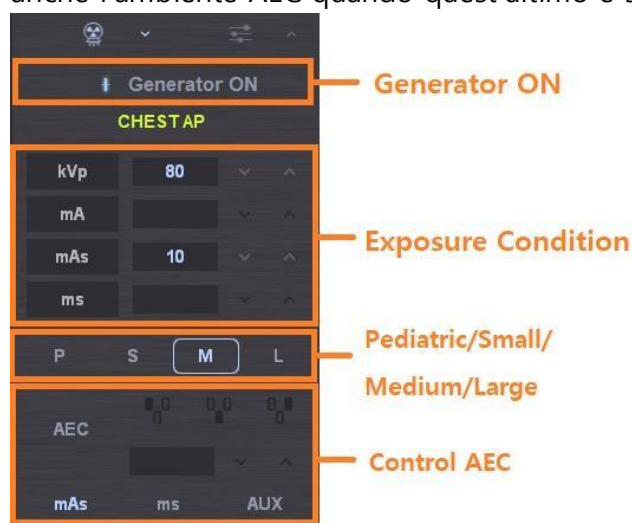 anche l'ambiente AEC quando quest'ultimo è s
Generator ON
Generator ON
CHEST AP
kVp 80
mA
Exposure Condition
mAs 10
ms
P S M L
Pediatric/Small/
Medium/Large
AEC
Control AEC
mAs ms AUX